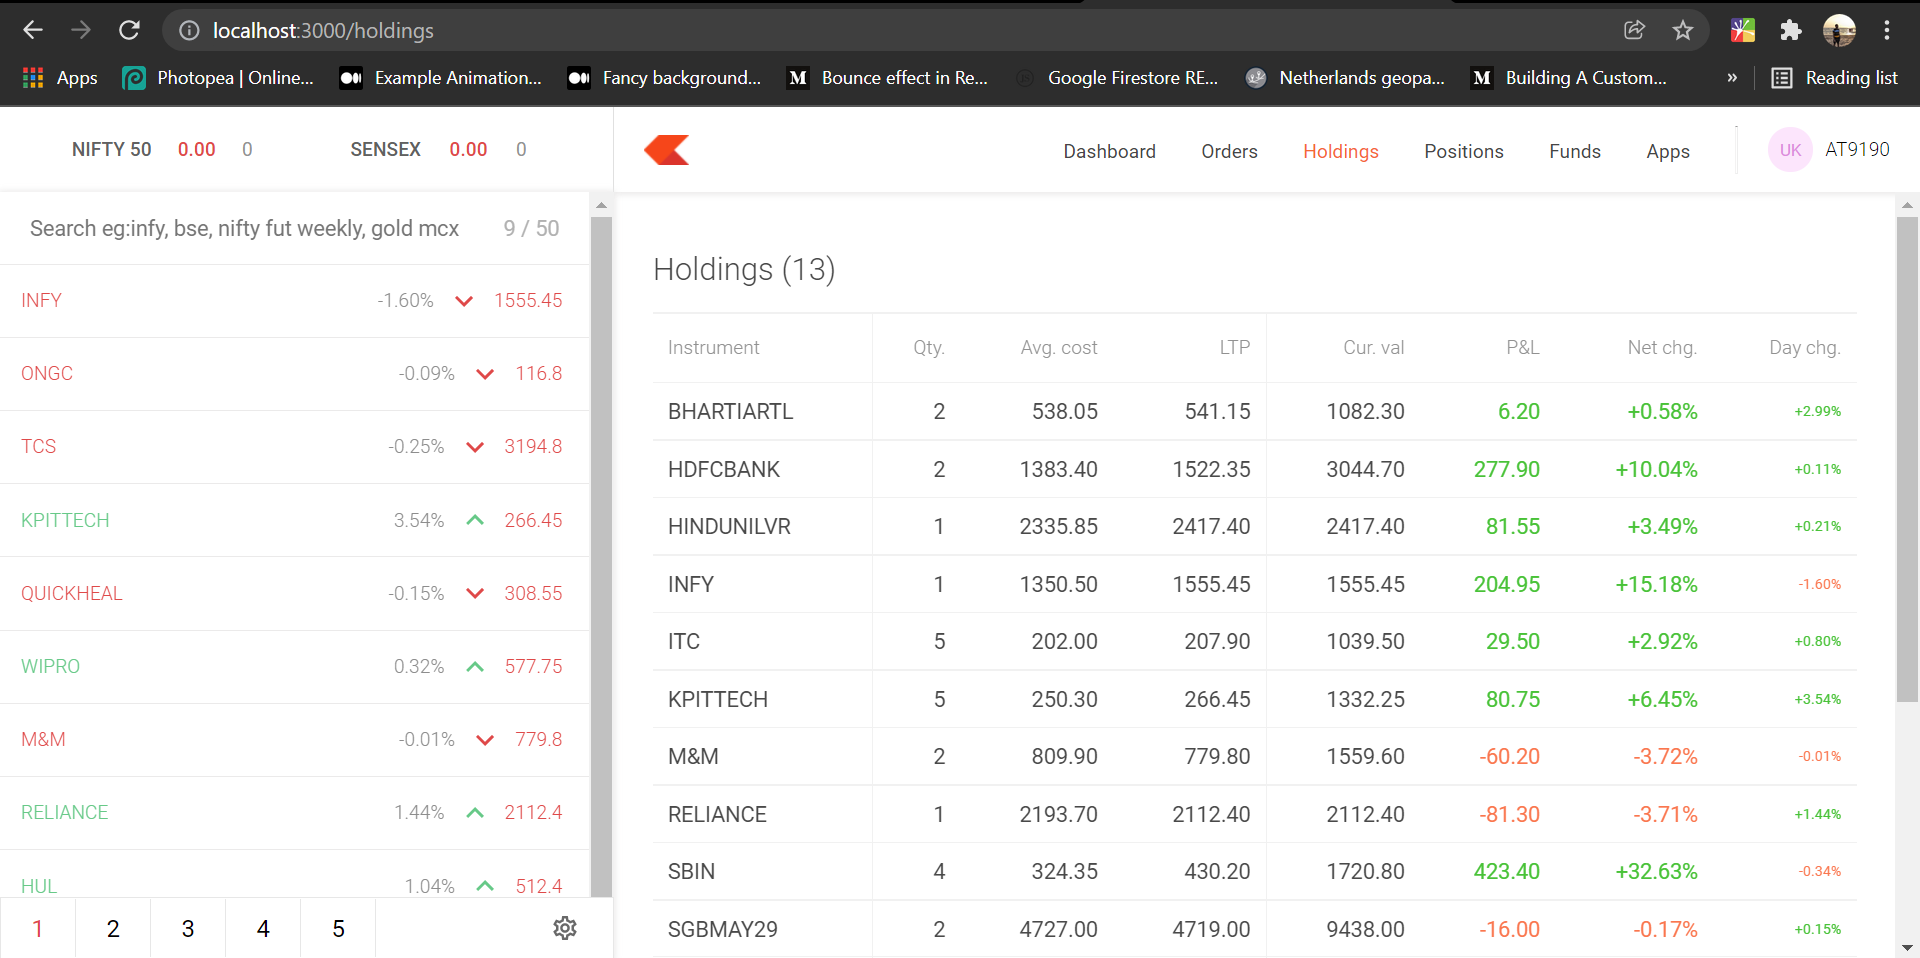 localhost:3000/holdings
Apps Photopea | Online... Example Animation... Fancy background... M Bounce effect in Re... Google Firestore RE... Netherlands geopa... M Building A Custom... » Reading list
NIFTY 50 0.00 0 SENSEX 0.00 0
Dashboard Orders Holdings Positions Funds Apps UK AT9190
Search eg:infy, bse, nifty fut weekly, gold mcx 9 / 50
INFY -1.60% 1555.45
ONGC -0.09% 116.8
TCS -0.25% 3194.8
KPITTECH 3.54% 266.45
QUICKHEAL -0.15% 308.55
WIPRO 0.32% 577.75
M&M -0.01% 779.8
RELIANCE 1.44% 2112.4
HUL 1.04% 512.4
1 2 3 4 5
Holdings (13)
Instrument Qty. Avg. cost LTP Cur. val P&L Net chg. Day chg.
BHARTIARTL 2 538.05 541.15 1082.30 6.20 +0.58% +2.99%
HDFCBANK 2 1383.40 1522.35 3044.70 277.90 +10.04% +0.11%
HINDUNILVR 1 2335.85 2417.40 2417.40 81.55 +3.49% +0.21%
INFY 1 1350.50 1555.45 1555.45 204.95 +15.18% -1.60%
ITC 5 202.00 207.90 1039.50 29.50 +2.92% +0.80%
KPITTECH 5 250.30 266.45 1332.25 80.75 +6.45% +3.54%
M&M 2 809.90 779.80 1559.60 -60.20 -3.72% -0.01%
RELIANCE 1 2193.70 2112.40 2112.40 -81.30 -3.71% +1.44%
SBIN 4 324.35 430.20 1720.80 423.40 +32.63% -0.34%
SGBMAY29 2 4727.00 4719.00 9438.00 -16.00 -0.17% +0.15%